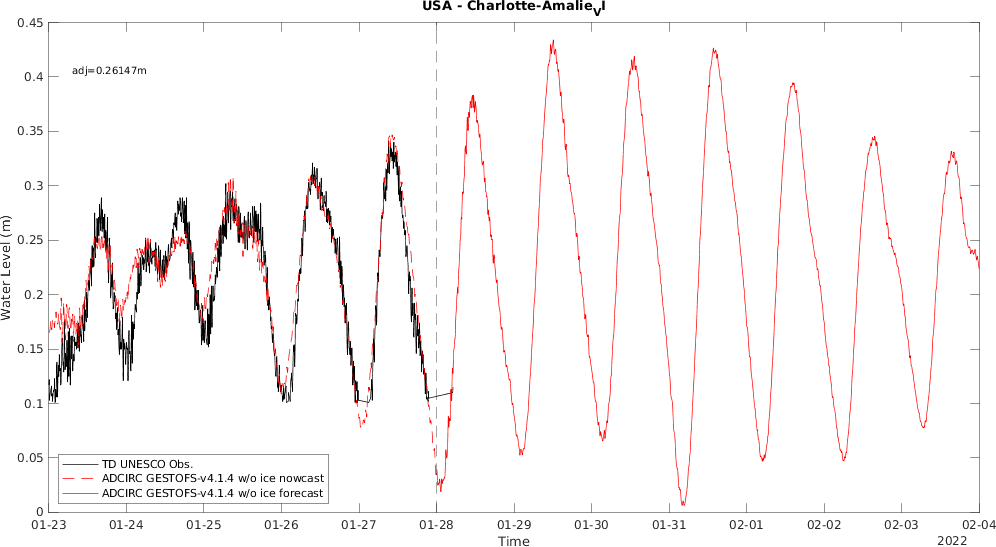 USA - Charlotte-Amalie_VI
0.45
0.4
0.35
0.3
0.25
0.2
0.15
0.1
0.05
0
Water Level (m)
adj=0.26147m
TD UNESCO Obs.
ADCIRC GESTOFS-v4.1.4 w/o ice nowcast
ADCIRC GESTOFS-v4.1.4 w/o ice forecast
01-23 01-24 01-25 01-26 01-27 01-28 01-29 01-30 01-31 02-01 02-02 02-03 02-04
Time
2022